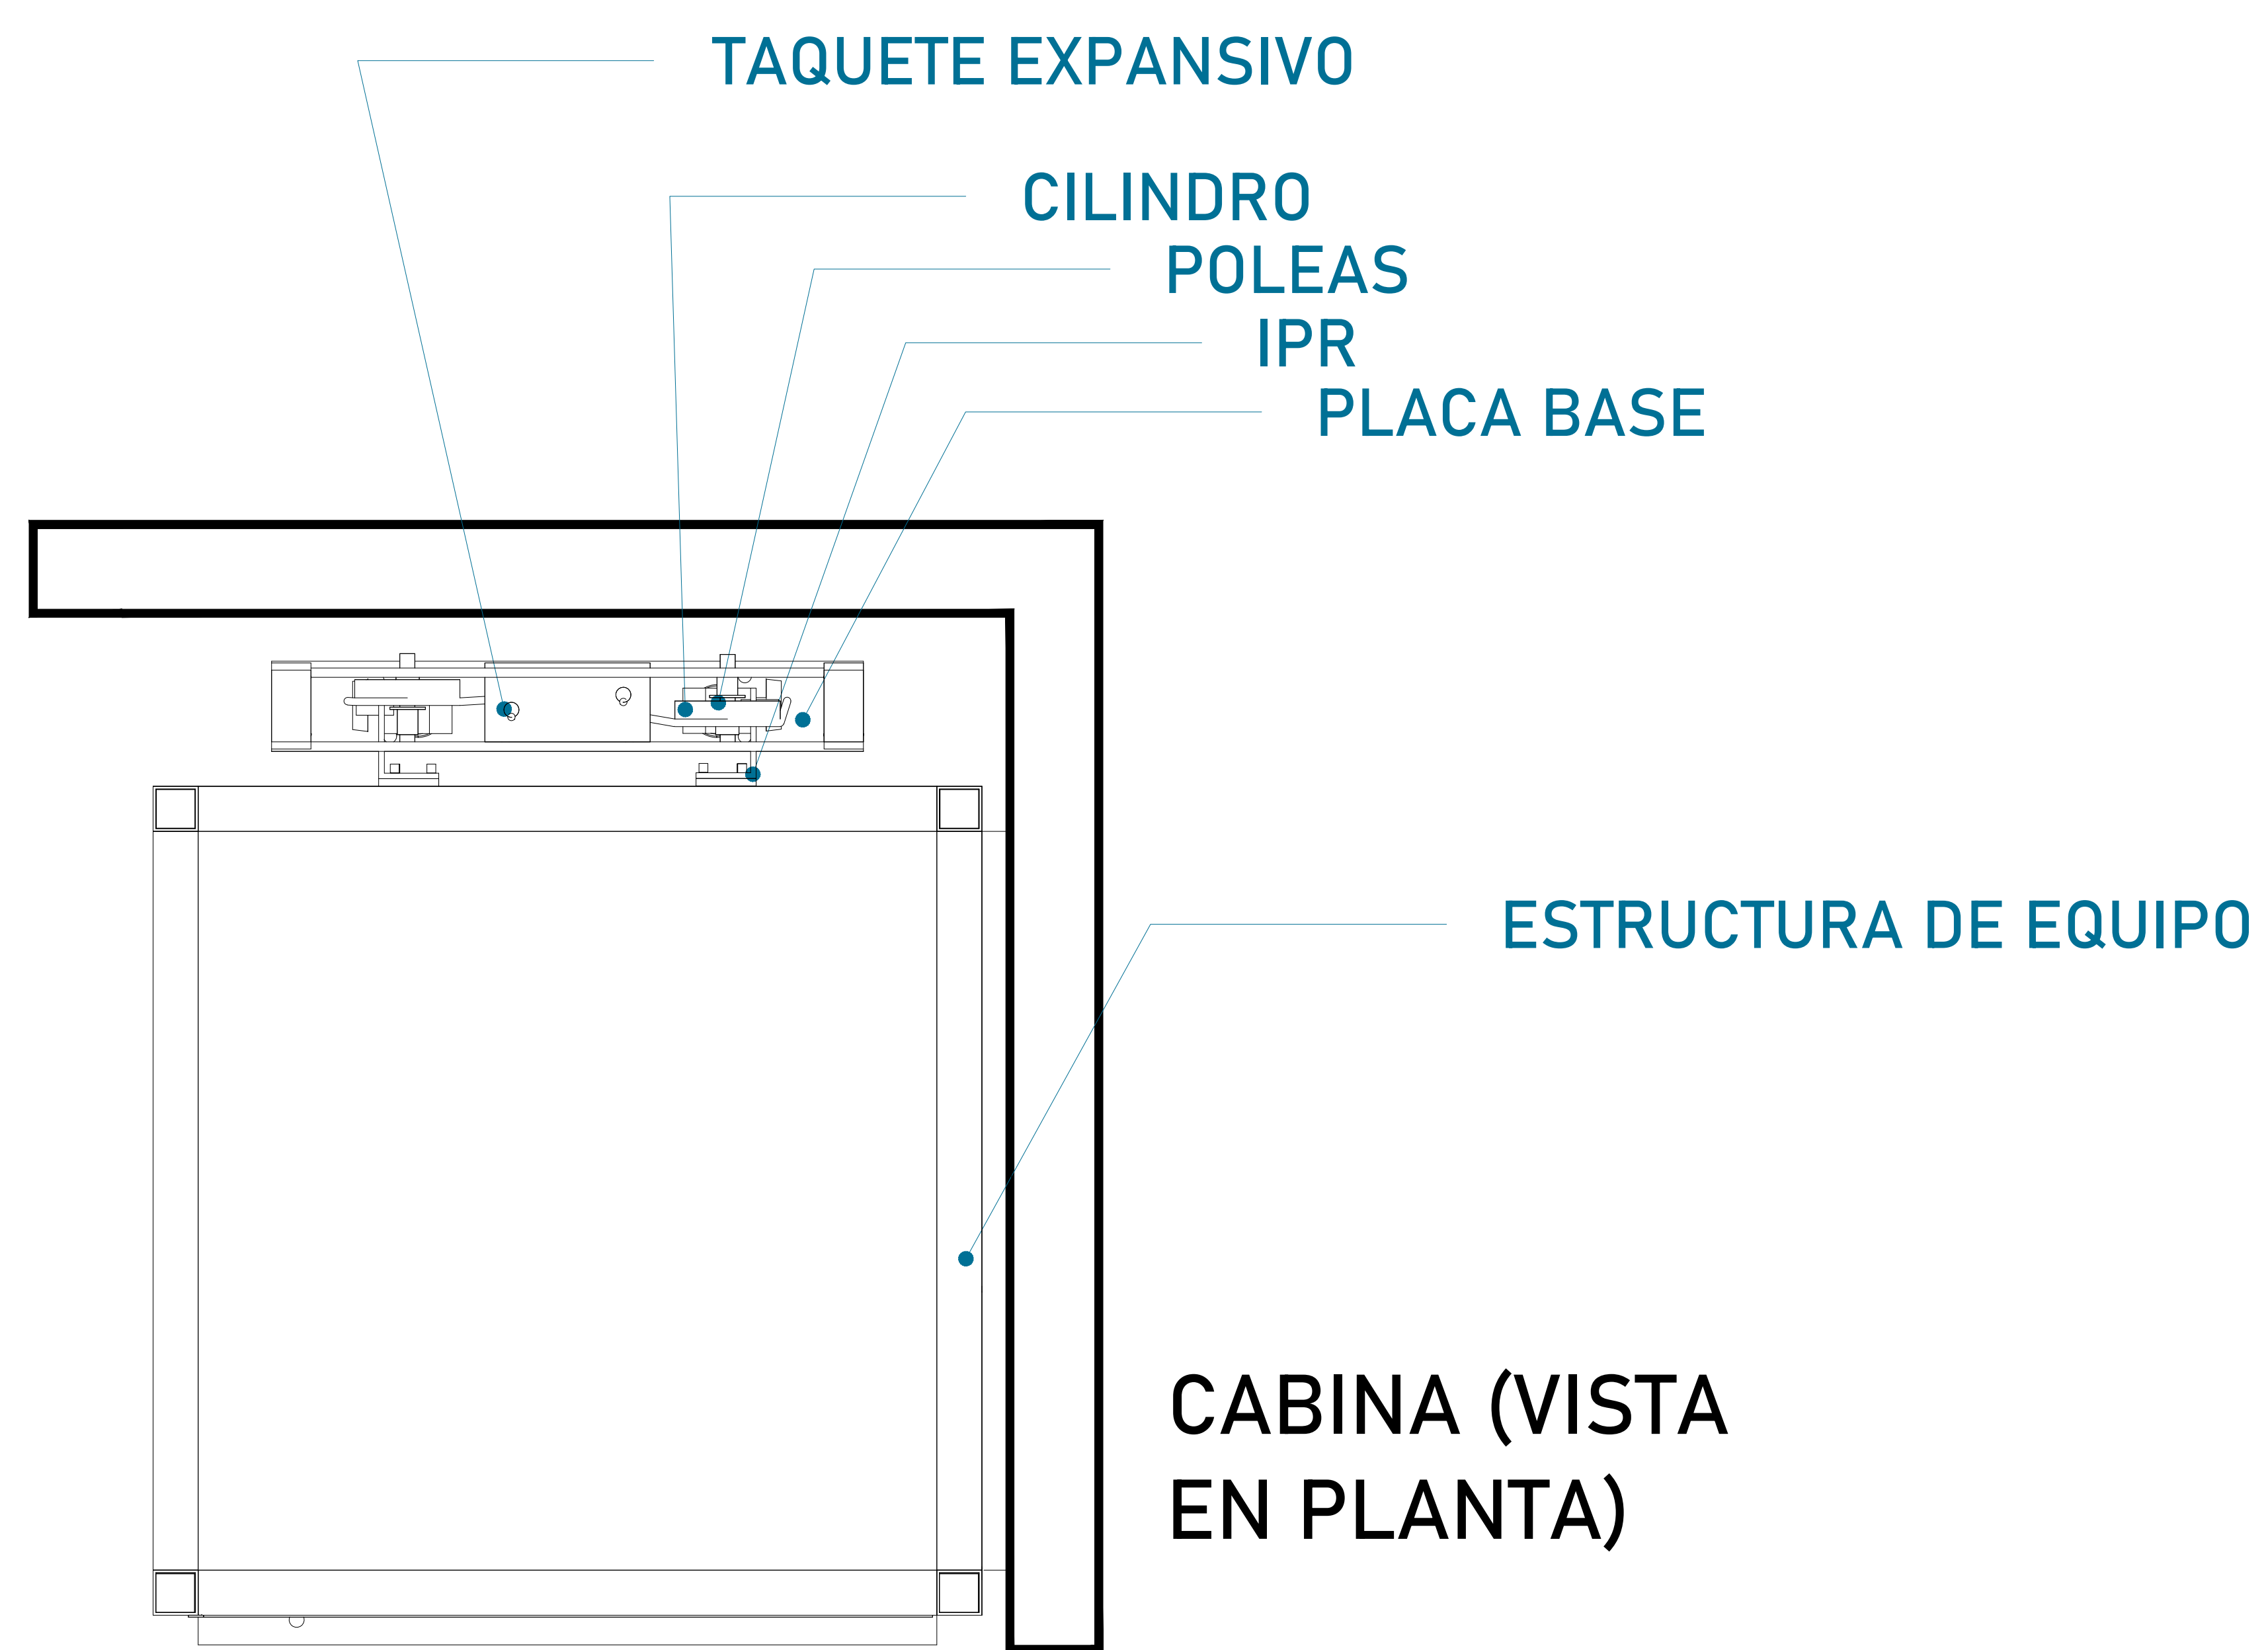 TAQUETE EXPANSIVO
CILINDRO
POLEAS
IPR
PLACA BASE
ESTRUCTURA DE EQUIPO
CABINA (VISTA
EN PLANTA)